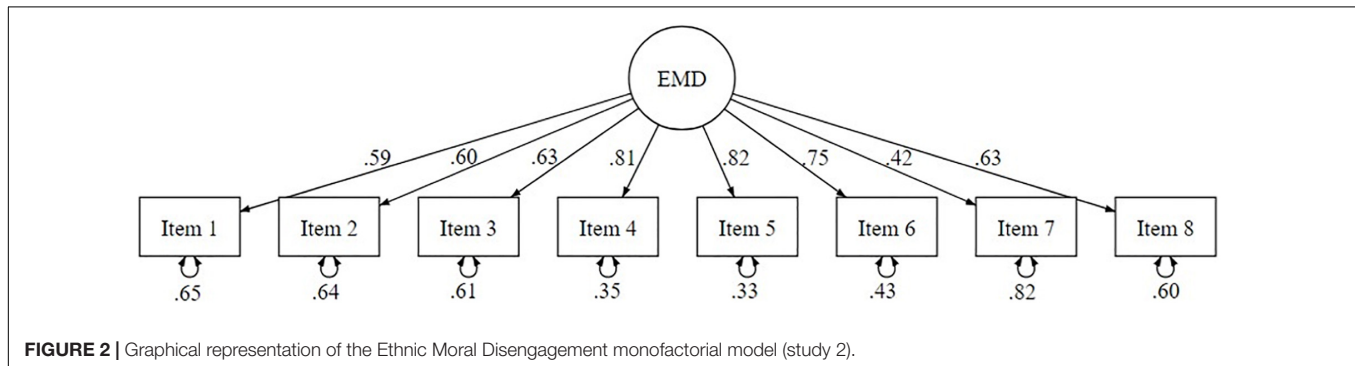 EMD
.59 .60 .63 .81 .82 .75 .42 .63
Item 1 Item 2 Item 3 Item 4 Item 5 Item 6 Item 7 Item 8
.65 .64 .61 .35 .33 .43 .82 .60
FIGURE 2 | Graphical representation of the Ethnic Moral Disengagement monofactorial model (study 2).